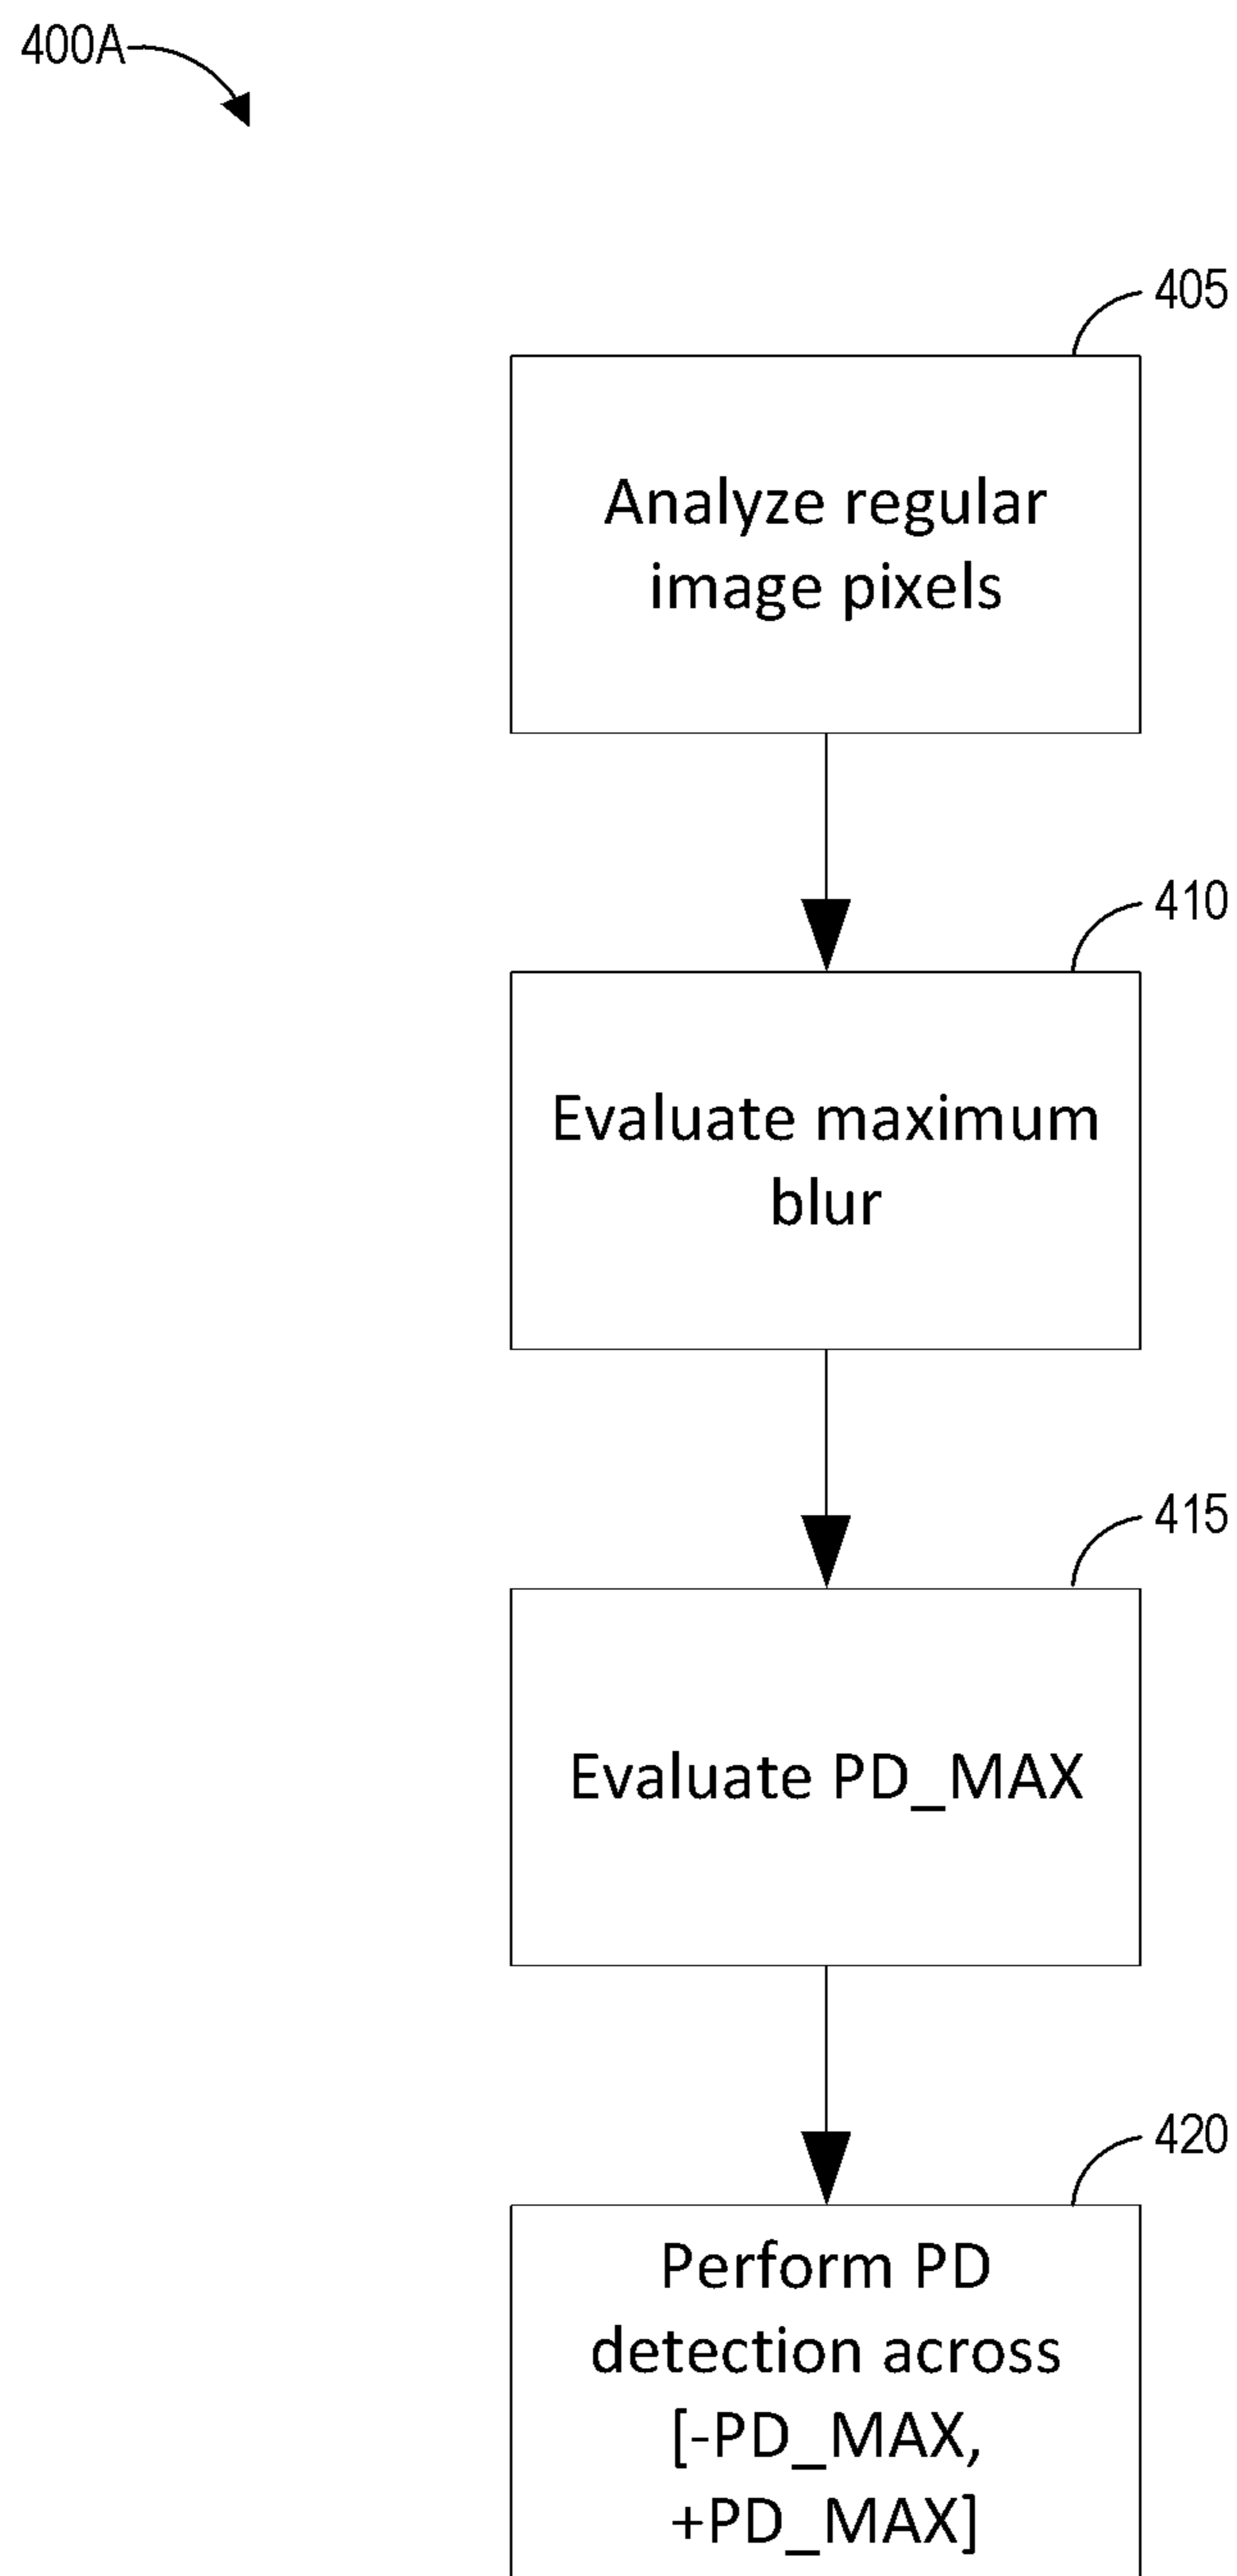 400A
405
Analyze regular
image pixels
410
Evaluate maximum
blur
415
Evaluate PD_MAX
420
Perform PD
detection across
[-PD_MAX,
+PD_MAX]